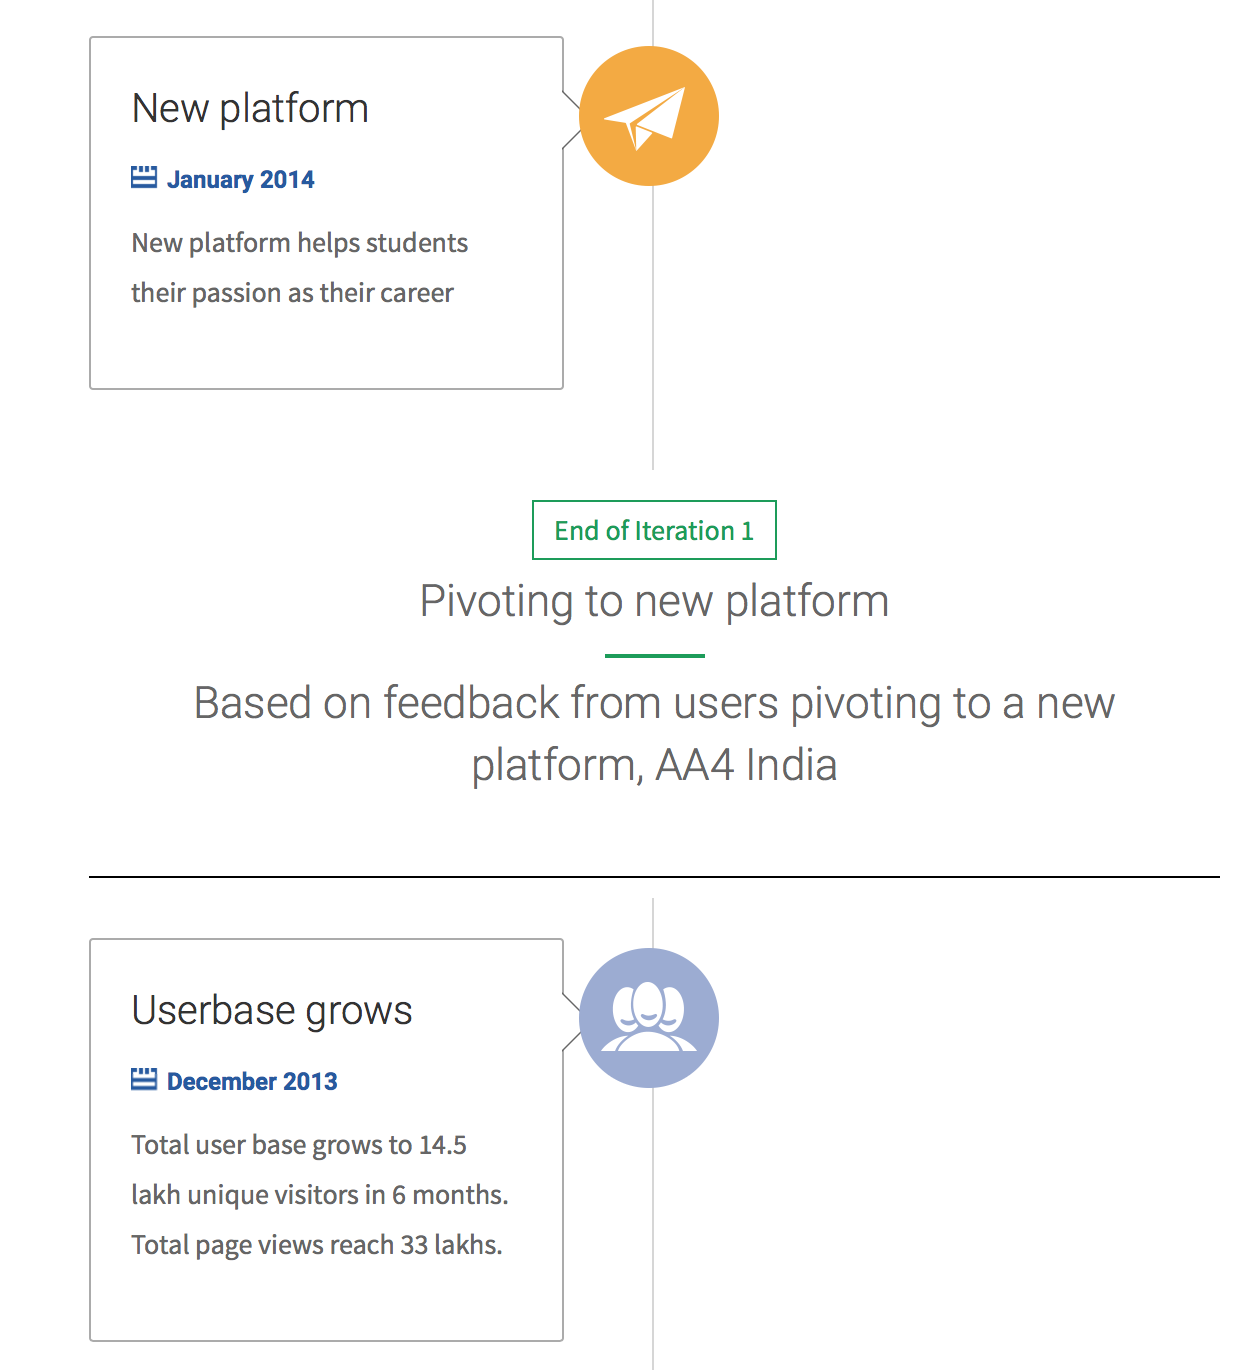 New platform
January 2014
New platform helps students
their passion as their career
End of Iteration 1
Pivoting to new platform
Based on feedback from users pivoting to a new
platform, AA4 India
Userbase grows
December 2013
Total user base grows to 14.5
lakh unique visitors in 6 months.
Total page views reach 33 lakhs.